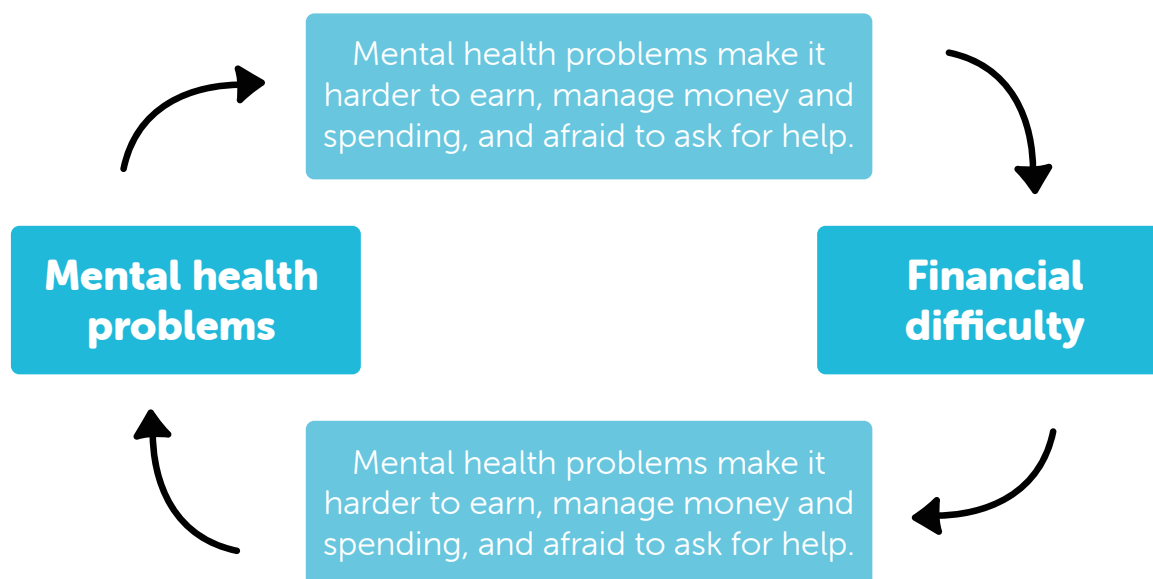 Mental health problems make it
harder to earn, manage money and
spending, and afraid to ask for help.
Mental health
problems
Financial
difficulty
Mental health problems make it
harder to earn, manage money and
spending, and afraid to ask for help.